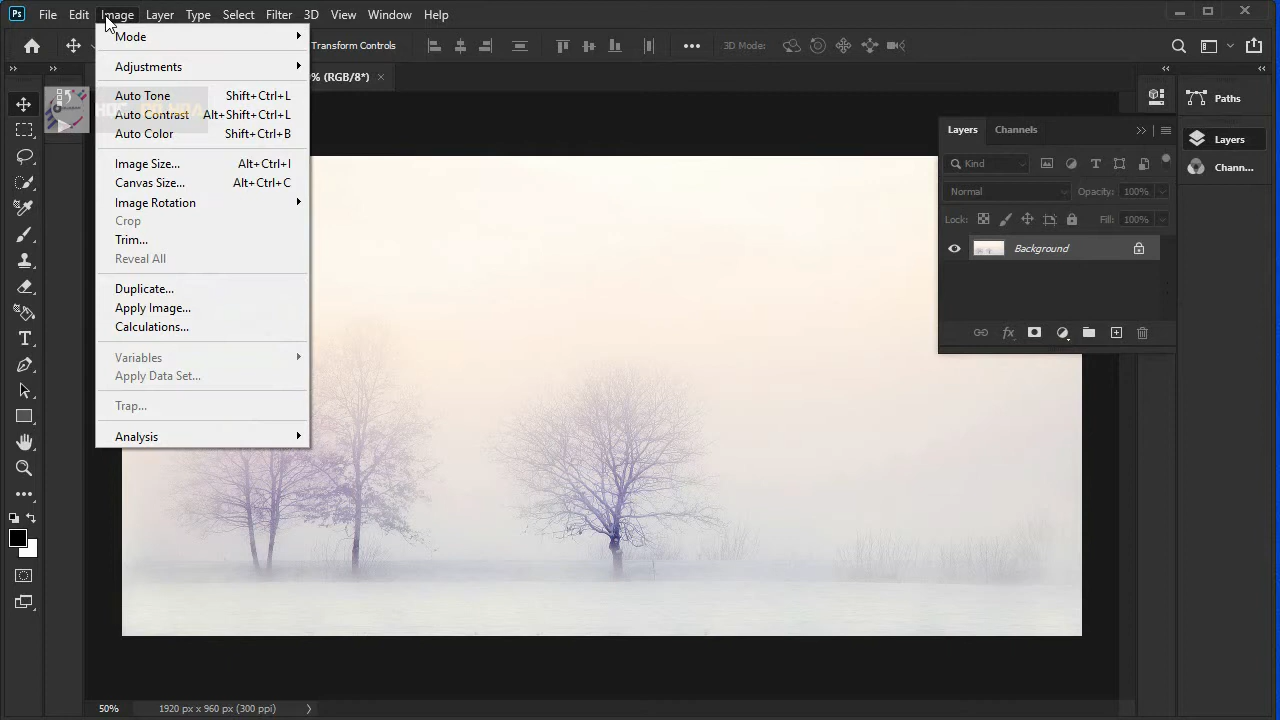 Ps File Edit Image Layer Type Select Filter 3D View Window Help
Transform Controls 3D Mode:
% (RGB/8*)
Mode
Adjustments
Auto Tone Shift+Ctrl+L
Auto Contrast Alt+Shift+Ctrl+L
Auto Color Shift+Ctrl+B
Image Size... Alt+Ctrl+I
Canvas Size... Alt+Ctrl+C
Image Rotation
Crop
Trim...
Reveal All
Duplicate...
Apply Image...
Calculations...
Variables
Apply Data Set...
Trap...
Analysis
Layers Channels
Kind
Normal Opacity: 100%
Lock: Fill: 100%
Background
Paths
Layers
Chann...
50% 1920 px x 960 px (300 ppi)